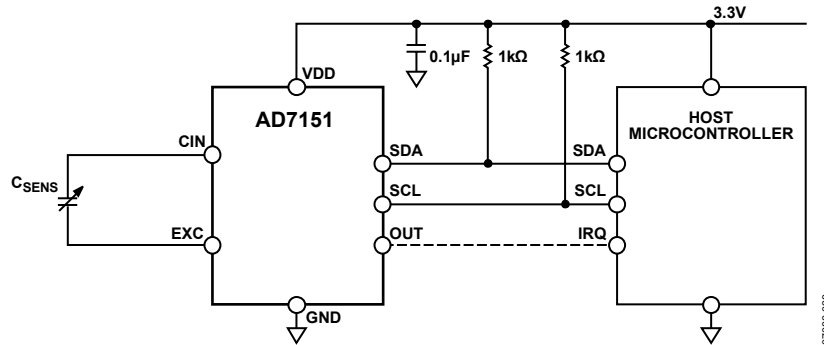 3.3V
0.1µF
1kΩ
1kΩ
VDD
AD7151
HOST
MICROCONTROLLER
CIN
SDA
SDA
CSENS
SCL
SCL
EXC
OUT
IRQ
GND